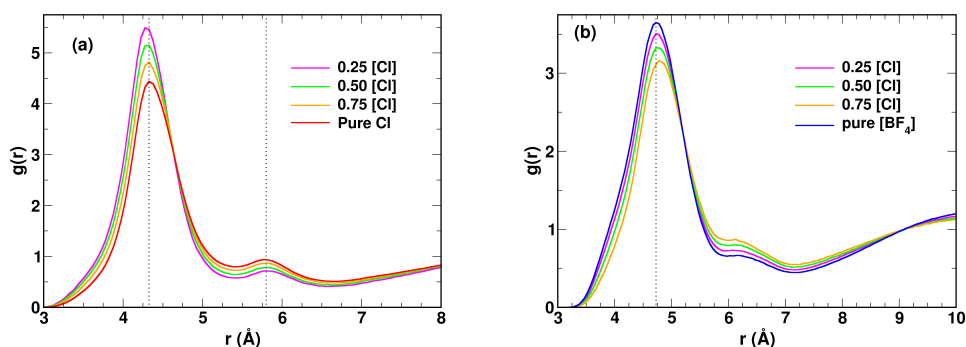 (a)
0.25 [Cl]
0.50 [Cl]
0.75 [Cl]
Pure Cl
g(r)
5
4
3
2
1
0
3 4 5 6 7 8
r (Å)
(b)
0.25 [Cl]
0.50 [Cl]
0.75 [Cl]
pure [BF₄]
g(r)
3
2
1
0
3 4 5 6 7 8 9 10
r (Å)